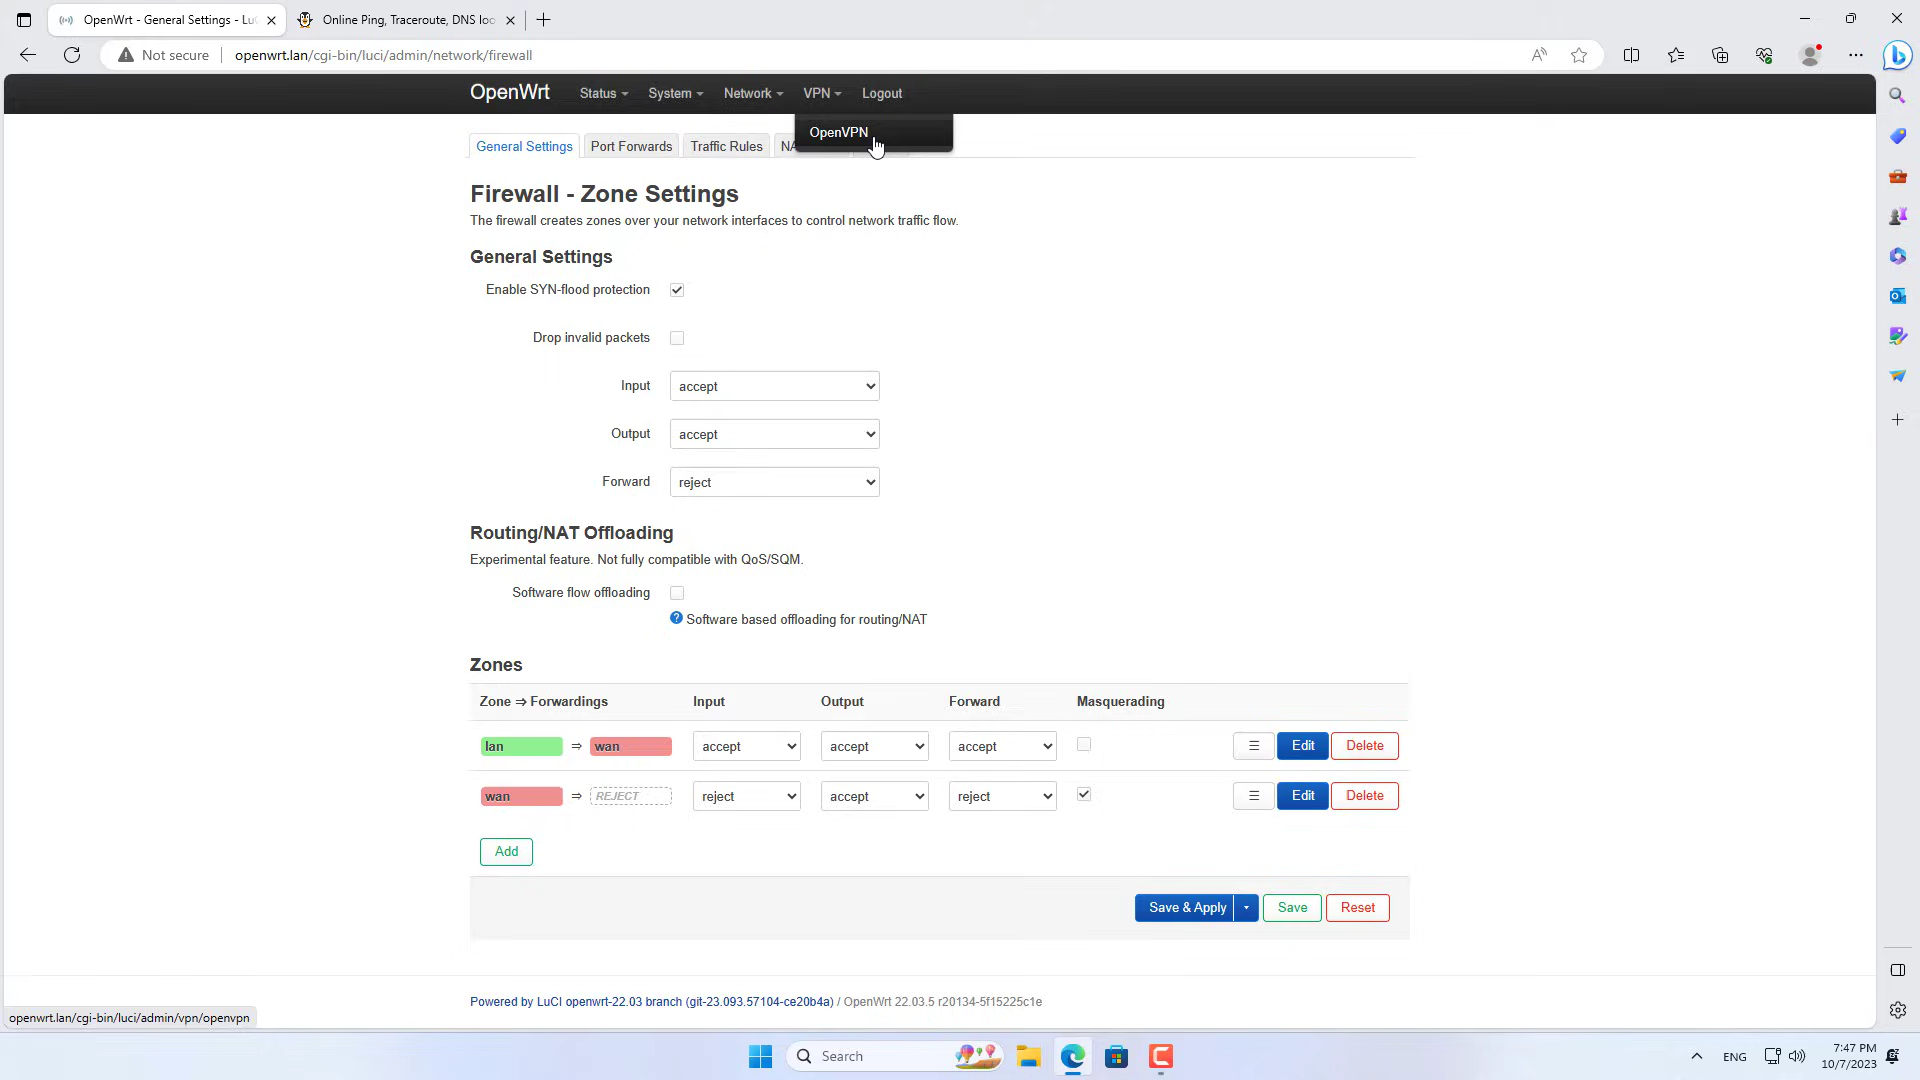 OpenWrt - General Settings - Lu
Online Ping, Traceroute, DNS loo
Not secure
openwrt.lan/cgi-bin/luci/admin/network/firewall
OpenWrt
Status
System
Network
VPN
Logout
OpenVPN
General Settings
Port Forwards
Traffic Rules
NA
Firewall - Zone Settings
The firewall creates zones over your network interfaces to control network traffic flow.
General Settings
Enable SYN-flood protection
Drop invalid packets
Input
accept
Output
accept
Forward
reject
Routing/NAT Offloading
Experimental feature. Not fully compatible with QoS/SQM.
Software flow offloading
Software based offloading for routing/NAT
Zones
Zone ⇒ Forwardings Input Output Forward Masquerading
lan ⇒ wan accept accept accept Edit Delete
wan ⇒ REJECT reject accept reject Edit Delete
Add
Save & Apply Save Reset
Powered by LuCI openwrt-22.03 branch (git-23.093.57104-ce20b4a) / OpenWrt 22.03.5 r20134-5f15225c1e
openwrt.lan/cgi-bin/luci/admin/vpn/openvpn
Search
ENG
7:47 PM
10/7/2023